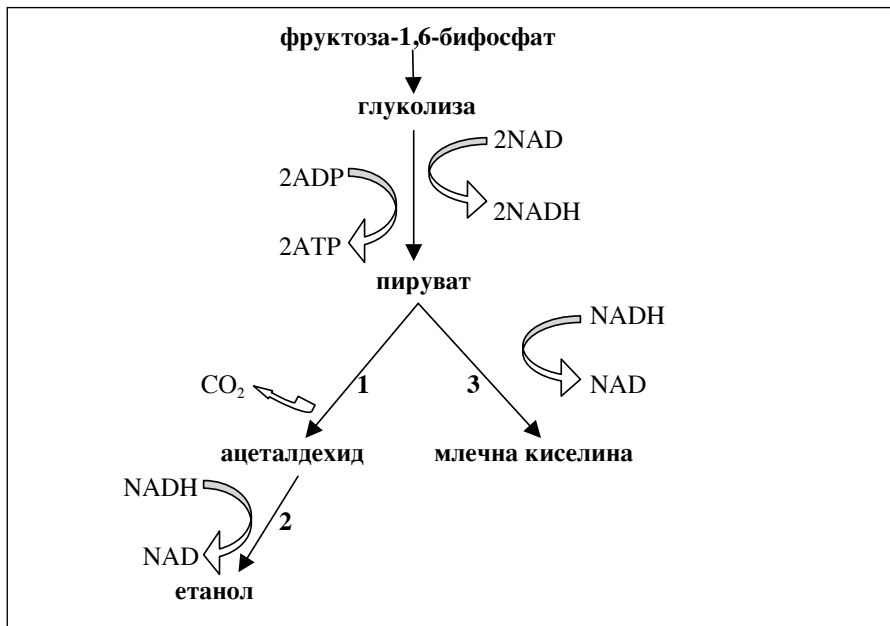 фруктоза-1,6-бифосфат
глуколиза
2NAD
2ADP
2NADH
2ATP
пируват
NADH
CO₂
1
3
NAD
ацеталдехид
млечна киселина
NADH
2
NAD
етанол